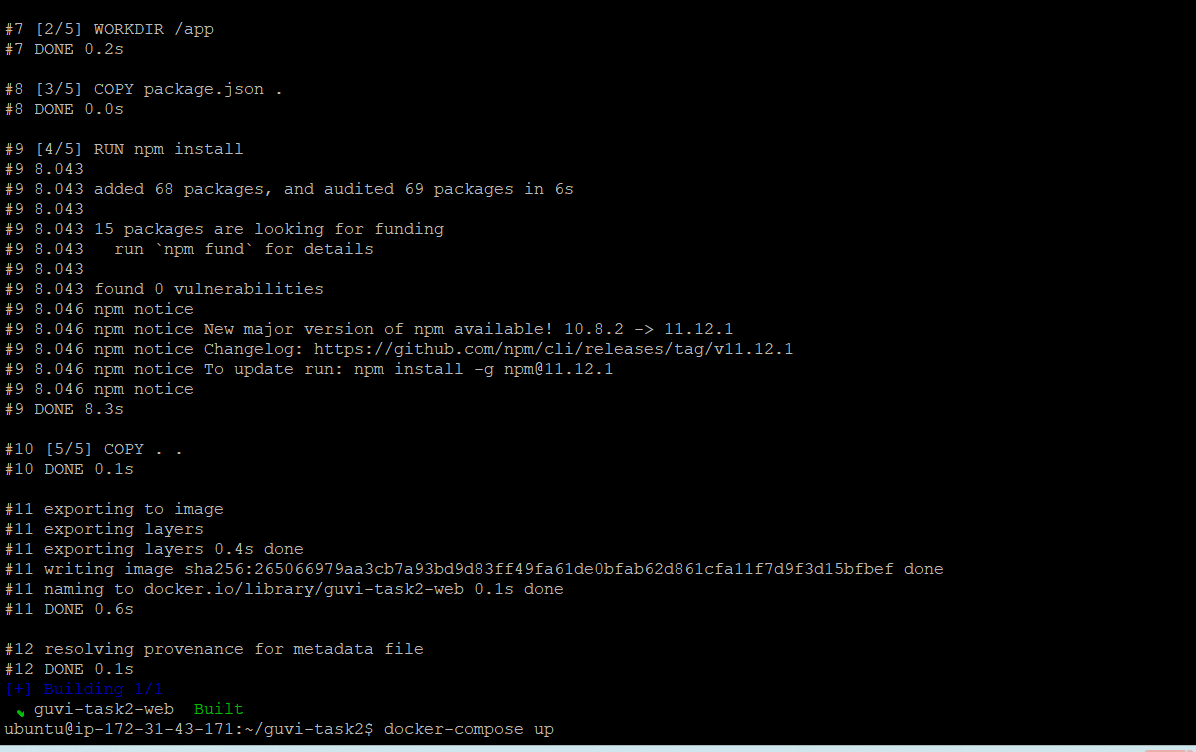 #7 [2/5] WORKDIR /app
#7 DONE 0.2s
#8 [3/5] COPY package.json .
#8 DONE 0.0s
#9 [4/5] RUN npm install
#9 8.043
#9 8.043 added 68 packages, and audited 69 packages in 6s
#9 8.043
#9 8.043 15 packages are looking for funding
#9 8.043   run `npm fund` for details
#9 8.043
#9 8.043 found 0 vulnerabilities
#9 8.046 npm notice
#9 8.046 npm notice New major version of npm available! 10.8.2 -> 11.12.1
#9 8.046 npm notice Changelog: https://github.com/npm/cli/releases/tag/v11.12.1
#9 8.046 npm notice To update run: npm install -g npm@11.12.1
#9 8.046 npm notice
#9 DONE 8.3s
#10 [5/5] COPY . .
#10 DONE 0.1s
#11 exporting to image
#11 exporting layers
#11 exporting layers 0.4s done
#11 writing image sha256:265066979aa3cb7a93bd9d83ff49fa61de0bfab62d861cfa11f7d9f3d15bfbef done
#11 naming to docker.io/library/guvi-task2-web 0.1s done
#11 DONE 0.6s
#12 resolving provenance for metadata file
#12 DONE 0.1s
[+] Building 1/1
✔ guvi-task2-web  Built
ubuntu@ip-172-31-43-171:~/guvi-task2$ docker-compose up